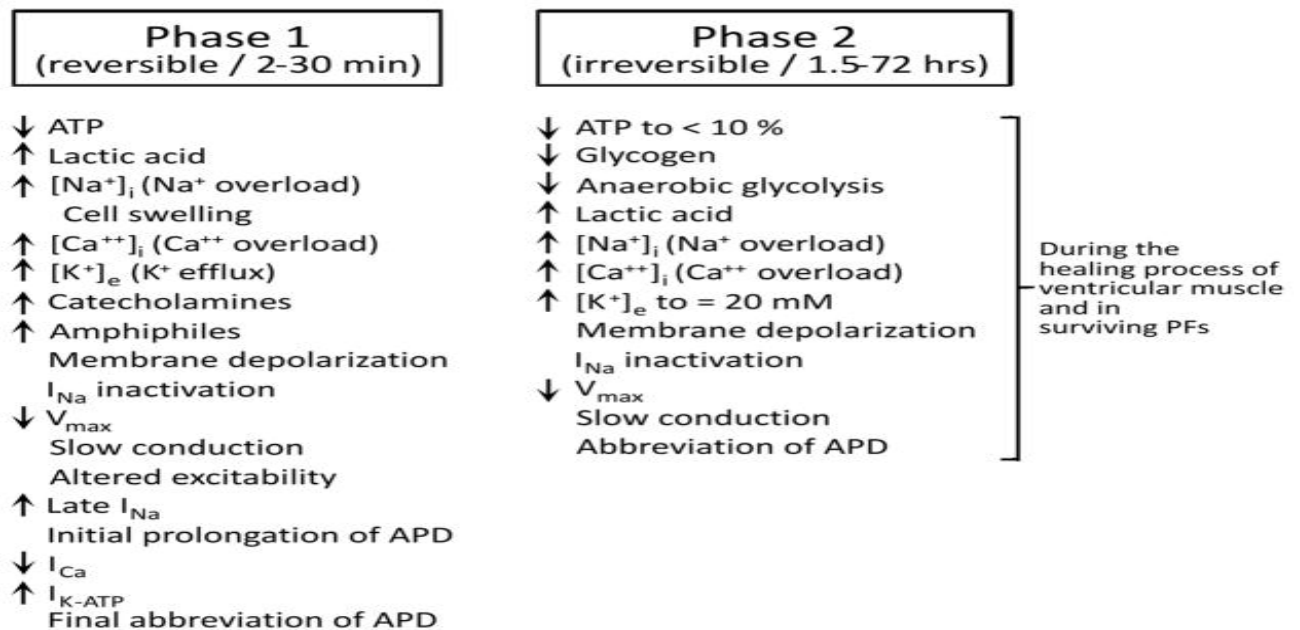 Phase 1
(reversible / 2-30 min)
↓ ATP
↑ Lactic acid
↑ [Na⁺]ᵢ (Na⁺ overload)
Cell swelling
↑ [Ca⁺⁺]ᵢ (Ca⁺⁺ overload)
↑ [K⁺]ₑ (K⁺ efflux)
↑ Catecholamines
↑ Amphiphiles
Membrane depolarization
I_Na inactivation
↓ V_max
Slow conduction
Altered excitability
↑ Late I_Na
Initial prolongation of APD
↓ I_Ca
↑ I_K-ATP
Final abbreviation of APD
Phase 2
(irreversible / 1.5-72 hrs)
↓ ATP to < 10 %
↓ Glycogen
↓ Anaerobic glycolysis
↑ Lactic acid
↑ [Na⁺]ᵢ (Na⁺ overload)
↑ [Ca⁺⁺]ᵢ (Ca⁺⁺ overload)
↑ [K⁺]ₑ to = 20 mM
Membrane depolarization
I_Na inactivation
↓ V_max
Slow conduction
Abbreviation of APD
During the
healing process of
ventricular muscle
and in
surviving PFs